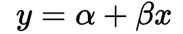 y = α + βx